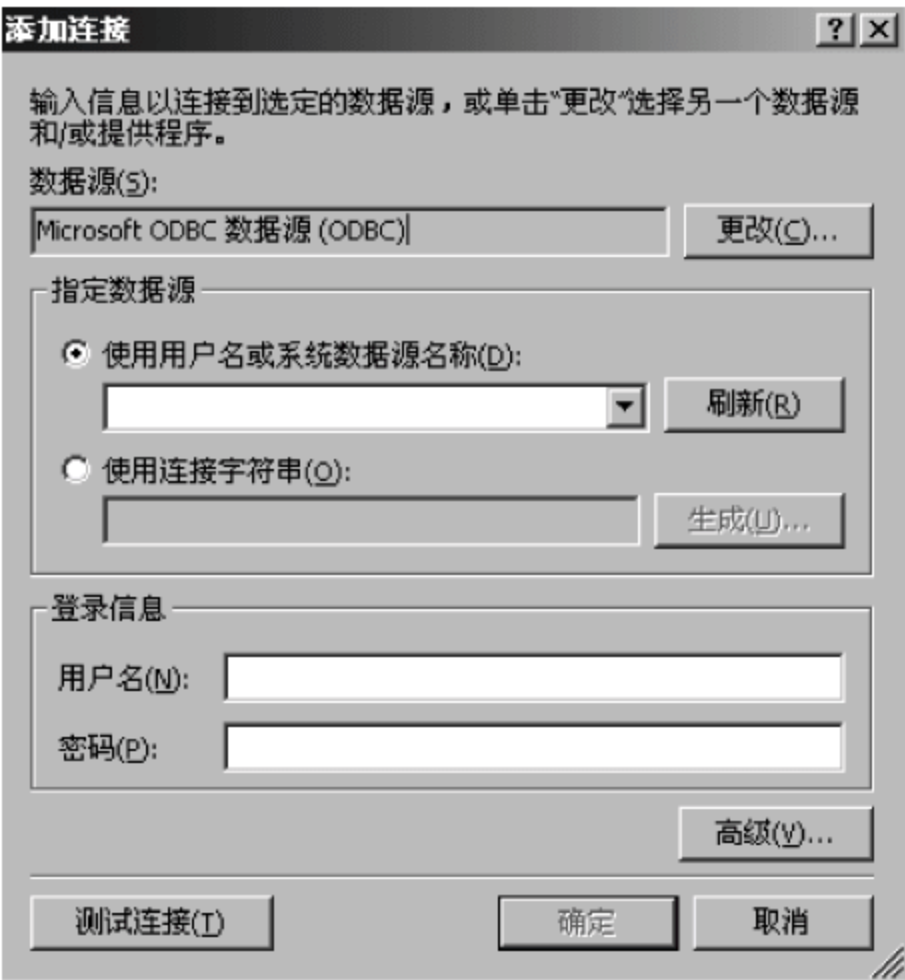 添加连接
输入信息以连接到选定的数据源，或单击“更改”选择另一个数据源
和/或提供程序。
数据源(S):
Microsoft ODBC 数据源 (ODBC)
更改(C)...
指定数据源
使用用户名或系统数据源名称(D):
刷新(R)
使用连接字符串(O):
生成(U)...
登录信息
用户名(N):
密码(P):
高级(V)...
测试连接(T)
确定
取消